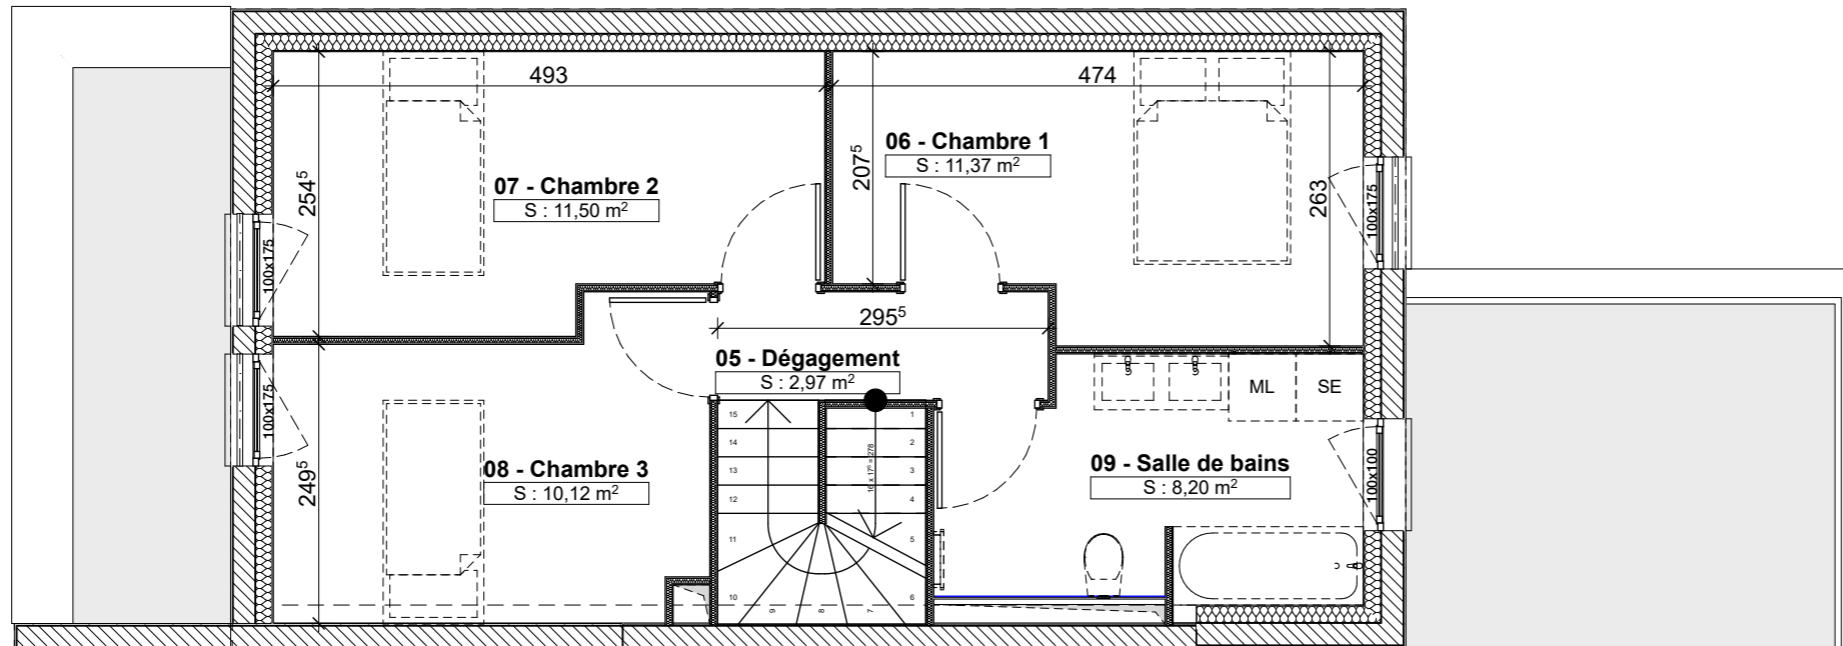 493
474
254⁵
207⁵
263
06 - Chambre 1
S : 11,37 m²
07 - Chambre 2
S : 11,50 m²
100x175
100x175
295⁵
05 - Dégagement
S : 2,97 m²
ML
SE
100x175
249⁵
08 - Chambre 3
S : 10,12 m²
09 - Salle de bains
S : 8,20 m²
100x100
15
14
13
12
11
10
9
8
7
6
5
4
3
2
1
16 x 17⁵ = 278